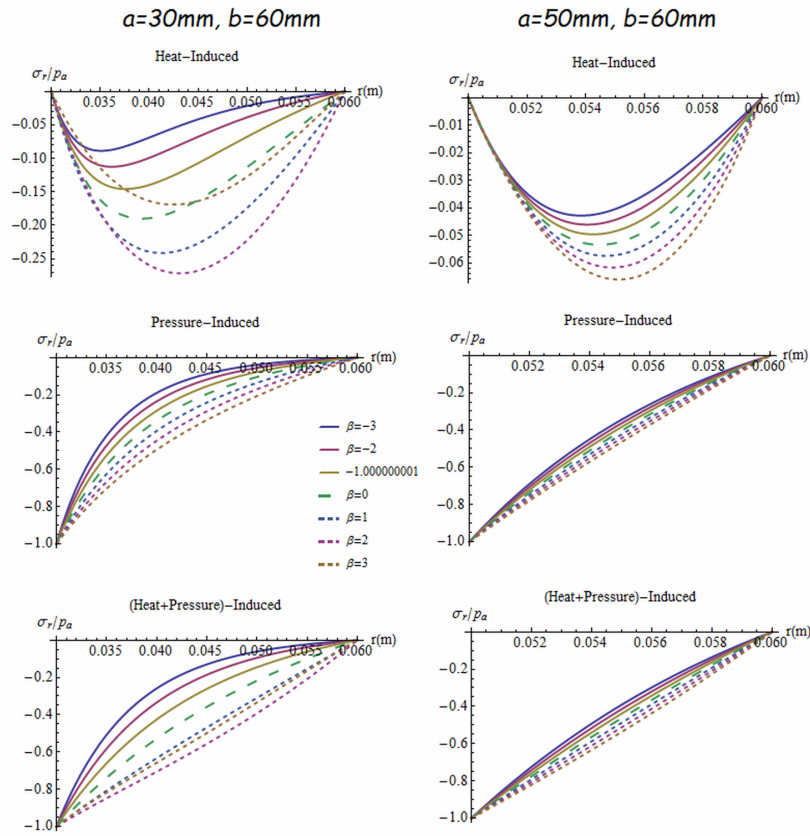 a=30mm, b=60mm
a=50mm, b=60mm
Heat–Induced
σr/pa
r(m)
0.035 0.040 0.045 0.050 0.055 0.060
−0.05
−0.10
−0.15
−0.20
−0.25
Heat–Induced
σr/pa
r(m)
0.052 0.054 0.056 0.058 0.060
−0.01
−0.02
−0.03
−0.04
−0.05
−0.06
Pressure–Induced
σr/pa
r(m)
0.035 0.040 0.045 0.050 0.055 0.060
−0.2
−0.4
−0.6
−0.8
−1.0
β=−3
β=−2
−1.000000001
β=0
β=1
β=2
β=3
Pressure–Induced
σr/pa
r(m)
0.052 0.054 0.056 0.058 0.060
−0.2
−0.4
−0.6
−0.8
−1.0
(Heat+Pressure)–Induced
σr/pa
r(m)
0.035 0.040 0.045 0.050 0.055 0.060
−0.2
−0.4
−0.6
−0.8
−1.0
(Heat+Pressure)–Induced
σr/pa
r(m)
0.052 0.054 0.056 0.058 0.060
−0.2
−0.4
−0.6
−0.8
−1.0